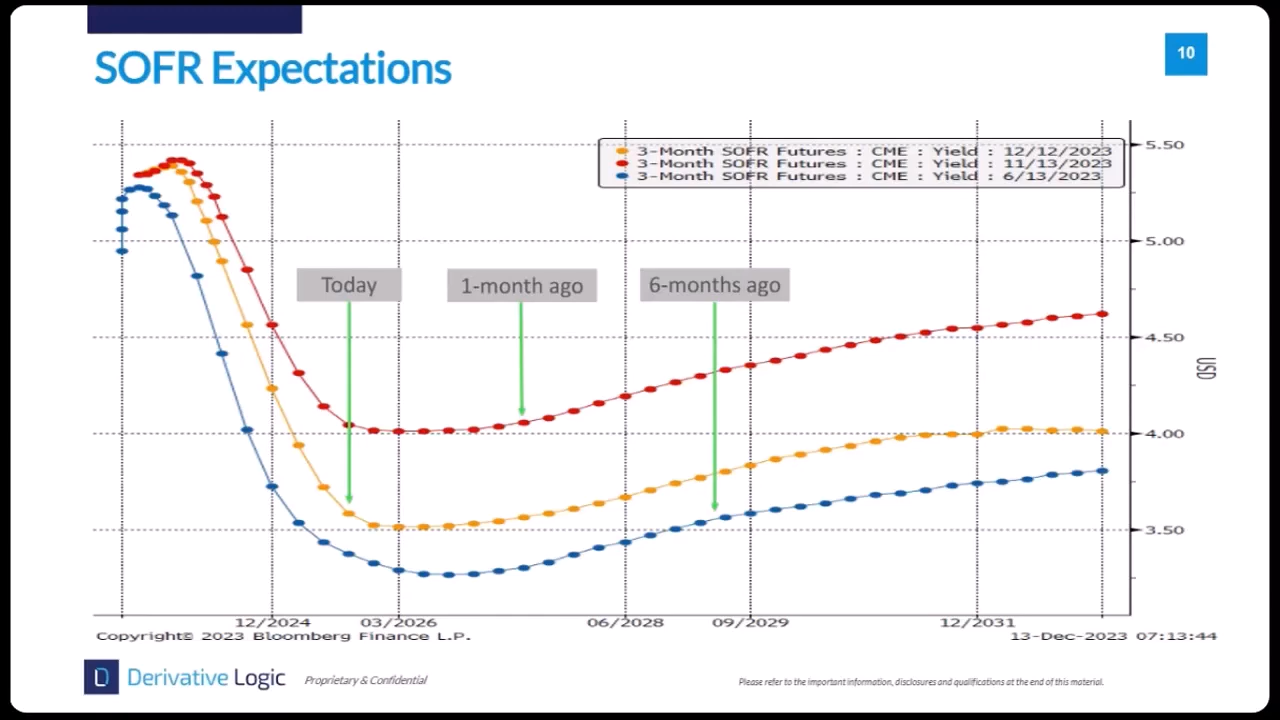 SOFR Expectations
10
3-Month SOFR Futures : CME : Yield : 12/12/2023
3-Month SOFR Futures : CME : Yield : 11/13/2023
3-Month SOFR Futures : CME : Yield : 6/13/2023
5.50
5.00
4.50
4.00
3.50
USD
Today
1-month ago
6-months ago
12/2024
03/2026
06/2028
09/2029
12/2031
Copyright© 2023 Bloomberg Finance L.P.
13-Dec-2023 07:13:44
D
Derivative Logic
Proprietary & Confidential
Please refer to the important information, disclosures and qualifications at the end of this material.